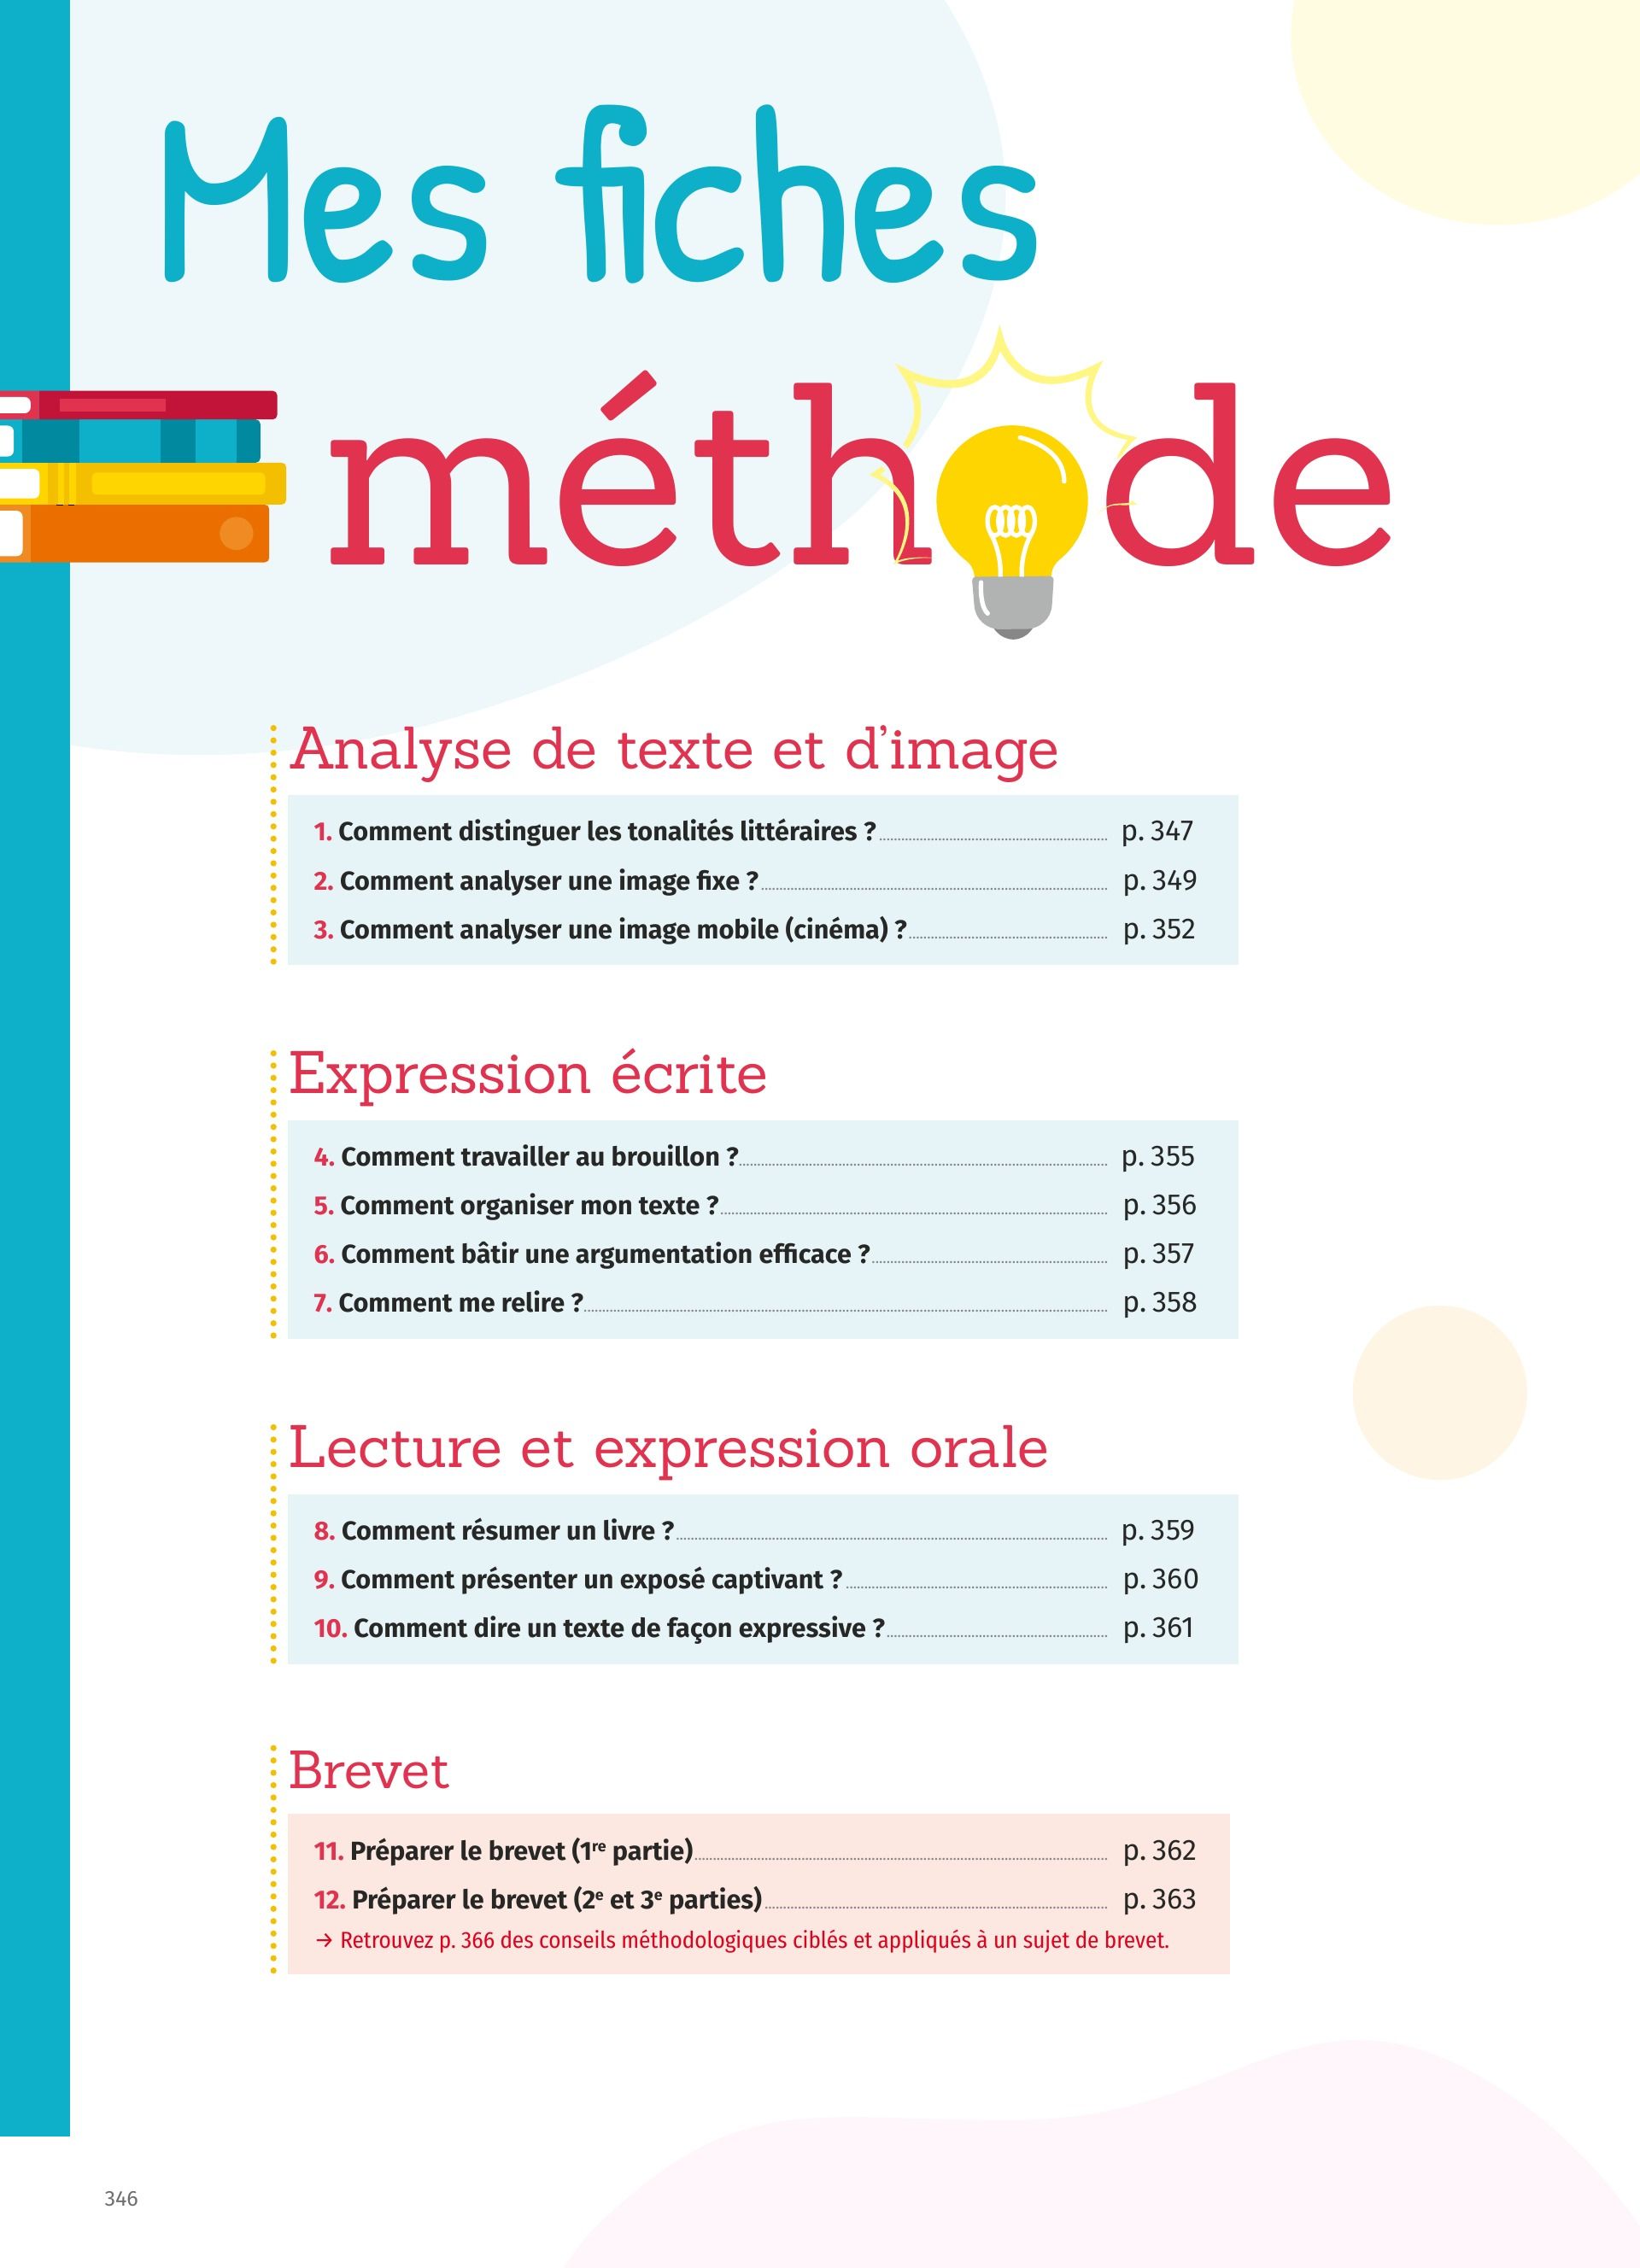 Mes fiches
méthode
Analyse de texte et d’image
1. Comment distinguer les tonalités littéraires ? p. 347
2. Comment analyser une image fixe ? p. 349
3. Comment analyser une image mobile (cinéma) ? p. 352
Expression écrite
4. Comment travailler au brouillon ? p. 355
5. Comment organiser mon texte ? p. 356
6. Comment bâtir une argumentation efficace ? p. 357
7. Comment me relire ? p. 358
Lecture et expression orale
8. Comment résumer un livre ? p. 359
9. Comment présenter un exposé captivant ? p. 360
10. Comment dire un texte de façon expressive ? p. 361
Brevet
11. Préparer le brevet (1re partie) p. 362
12. Préparer le brevet (2e et 3e parties) p. 363
→ Retrouvez p. 366 des conseils méthodologiques ciblés et appliqués à un sujet de brevet.
346